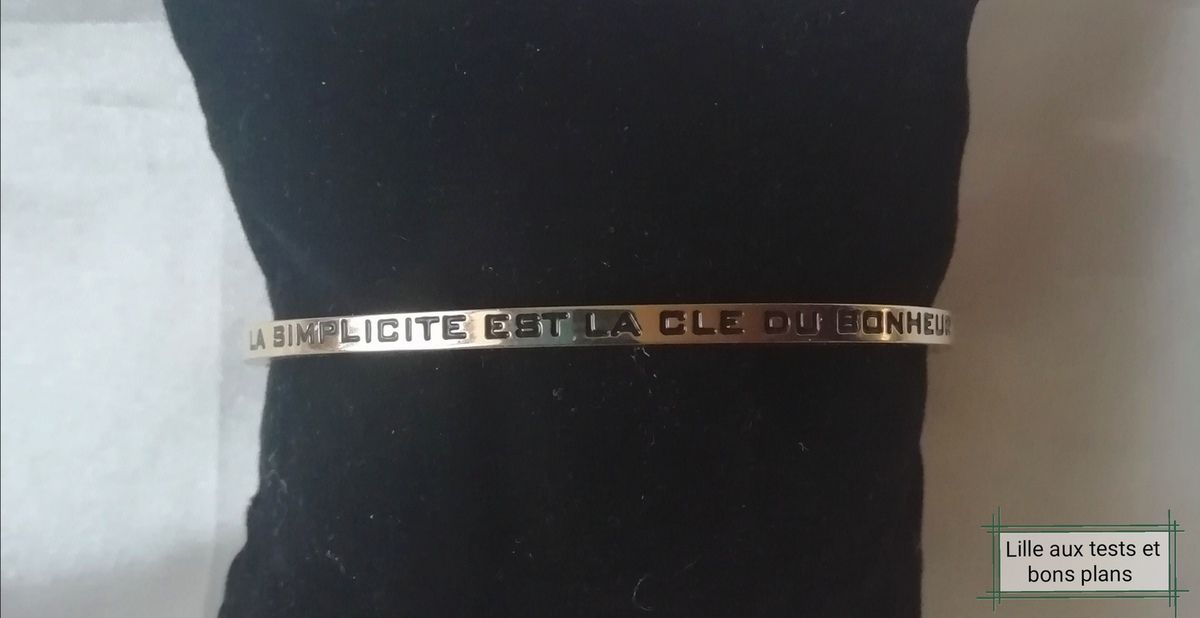 LA SIMPLICITE EST LA CLE DU BONHEUR
Lille aux tests et
bons plans